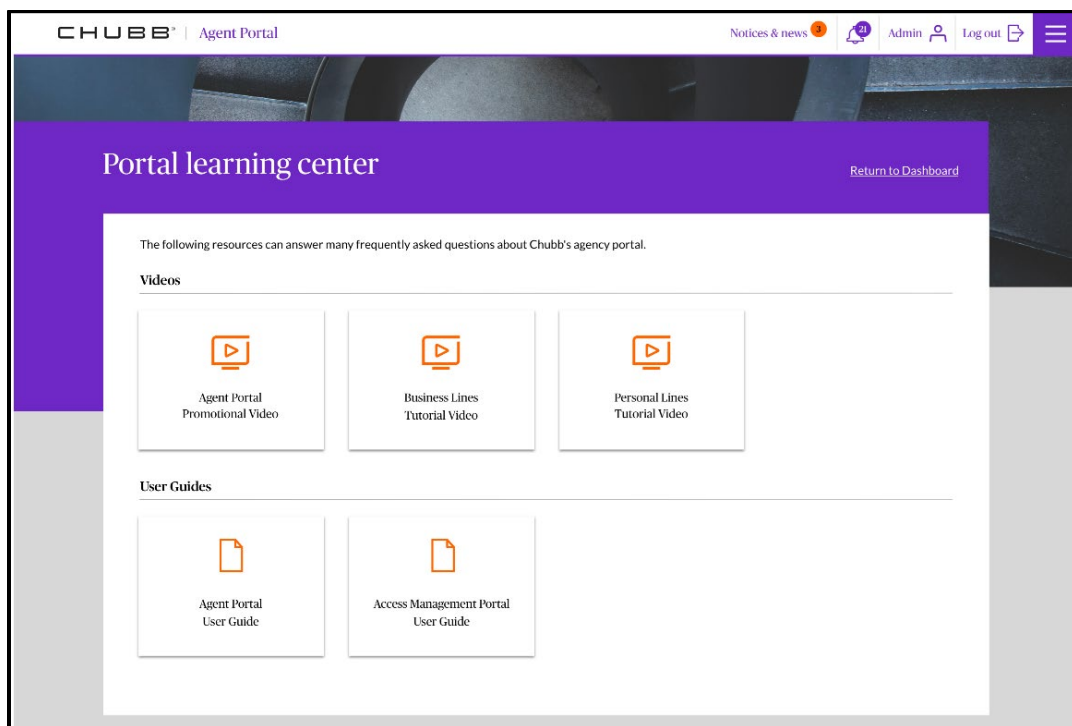 CHUBB® | Agent Portal
Notices & news 3 21 Admin Log out
Portal learning center
Return to Dashboard
The following resources can answer many frequently asked questions about Chubb's agency portal.
Videos
Agent Portal
Promotional Video
Business Lines
Tutorial Video
Personal Lines
Tutorial Video
User Guides
Agent Portal
User Guide
Access Management Portal
User Guide